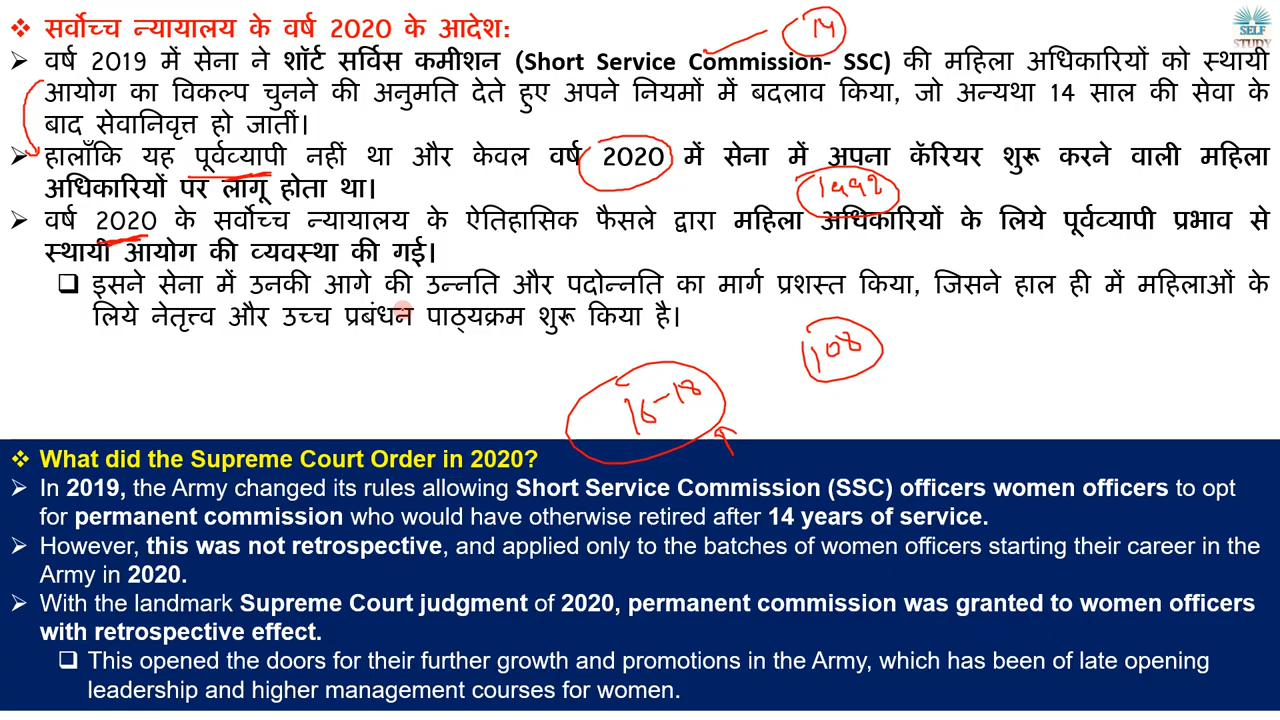 ❖ सर्वोच्च न्यायालय के वर्ष 2020 के आदेश:
14
SELF
STUDY
➢ वर्ष 2019 में सेना ने शॉर्ट सर्विस कमीशन (Short Service Commission- SSC) की महिला अधिकारियों को स्थायी
आयोग का विकल्प चुनने की अनुमति देते हुए अपने नियमों में बदलाव किया, जो अन्यथा 14 साल की सेवा के
बाद सेवानिवृत्त हो जातीं।
➢ हालाँकि यह पूर्वव्यापी नहीं था और केवल वर्ष 2020 में सेना में अपना कॅरियर शुरू करने वाली महिला
अधिकारियों पर लागू होता था।
1992
➢ वर्ष 2020 के सर्वोच्च न्यायालय के ऐतिहासिक फैसले द्वारा महिला अधिकारियों के लिये पूर्वव्यापी प्रभाव से
स्थायी आयोग की व्यवस्था की गई।
❑ इसने सेना में उनकी आगे की उन्नति और पदोन्नति का मार्ग प्रशस्त किया, जिसने हाल ही में महिलाओं के
लिये नेतृत्त्व और उच्च प्रबंधन पाठ्यक्रम शुरू किया है।
108
16-18
❖ What did the Supreme Court Order in 2020?
➢ In 2019, the Army changed its rules allowing Short Service Commission (SSC) officers women officers to opt
for permanent commission who would have otherwise retired after 14 years of service.
➢ However, this was not retrospective, and applied only to the batches of women officers starting their career in the
Army in 2020.
➢ With the landmark Supreme Court judgment of 2020, permanent commission was granted to women officers
with retrospective effect.
❑ This opened the doors for their further growth and promotions in the Army, which has been of late opening
leadership and higher management courses for women.